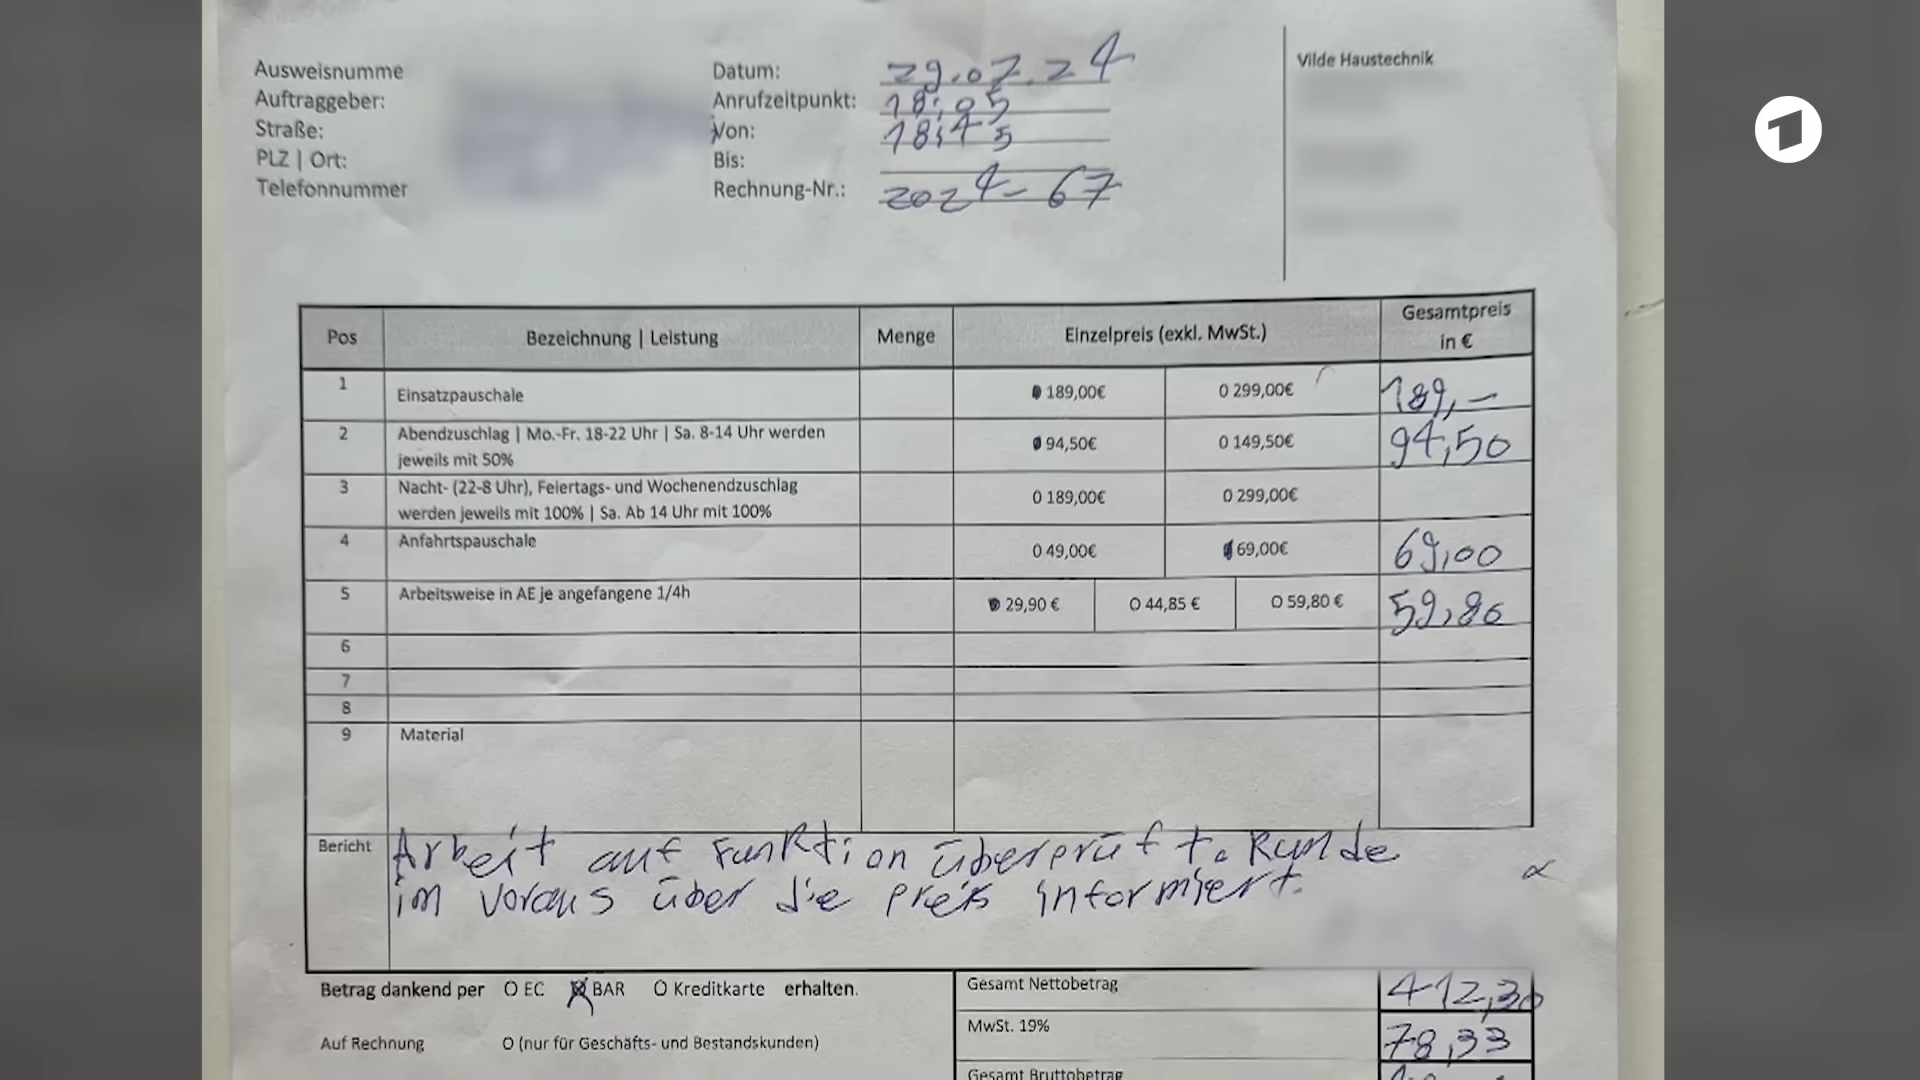 Ausweisnumme
Auftraggeber:
Straße:
PLZ | Ort:
Telefonnummer
Datum: 29.07.24
Anrufzeitpunkt: 18:05
Von: 18:45
Bis:
Rechnung-Nr.: 2024-67
Vilde Haustechnik
Pos Bezeichnung | Leistung Menge Einzelpreis (exkl. MwSt.) Gesamtpreis
in €
1 Einsatzpauschale 189,00€ O 299,00€ 189,-
2 Abendzuschlag | Mo.-Fr. 18-22 Uhr | Sa. 8-14 Uhr werden
jeweils mit 50% 94,50€ O 149,50€ 94,50
3 Nacht- (22-8 Uhr), Feiertags- und Wochenendzuschlag
werden jeweils mit 100% | Sa. Ab 14 Uhr mit 100% O 189,00€ O 299,00€
4 Anfahrtspauschale O 49,00€ 69,00€ 69,00
5 Arbeitsweise in AE je angefangene 1/4h 29,90 € O 44,85 € O 59,80 € 59,80
6
7
8
9 Material
Bericht Arbeit auf Funktion überprüft. Kunde
im voraus über die preis informiert.
Betrag dankend per O EC BAR O Kreditkarte erhalten.
Auf Rechnung O (nur für Geschäfts- und Bestandskunden)
Gesamt Nettobetrag 412,30
MwSt. 19% 78,33
Gesamt Bruttobetrag